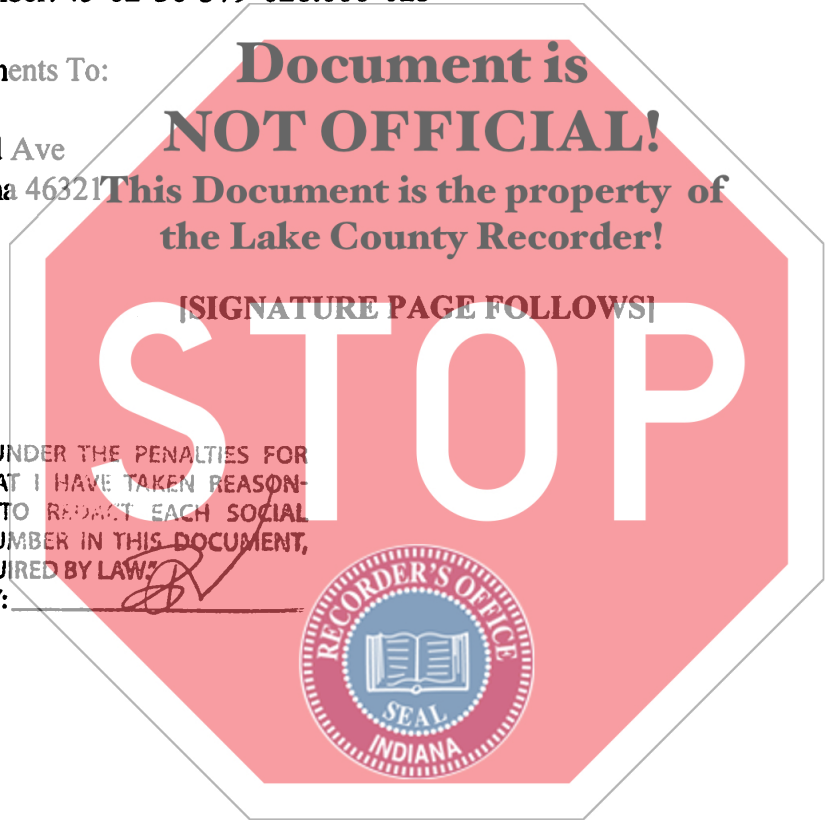 ments To:
Document is
NOT OFFICIAL!
Ave
46321
This Document is the property of
the Lake County Recorder!
[SIGNATURE PAGE FOLLOWS]
STOP
UNDER THE PENALTIES FOR
AT I HAVE TAKEN REASON-
TO REDACT EACH SOCIAL
UMBER IN THIS DOCUMENT,
UIRED BY LAW."
RECORDER'S OFFICE
SEAL
INDIANA